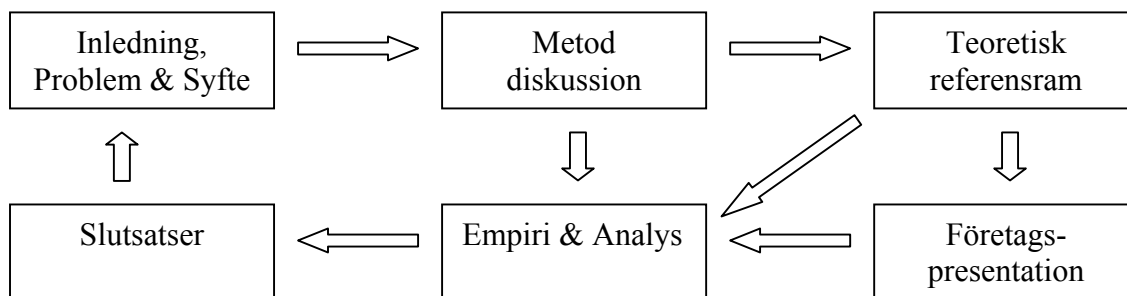 Inledning,
Problem & Syfte
Metod
diskussion
Teoretisk
referensram
Slutsatser
Empiri & Analys
Företags-
presentation